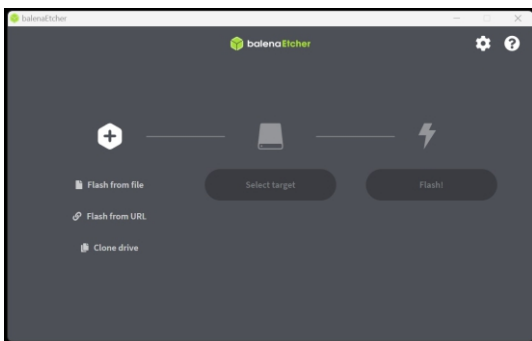 balenaEtcher
balenaEtcher
Flash from file
Select target
Flash!
Flash from URL
Clone drive